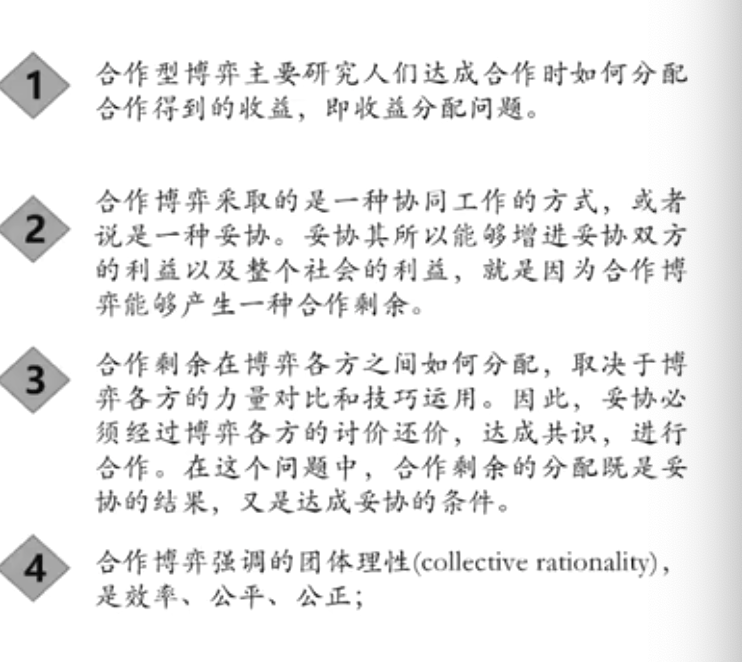 1
合作型博弈主要研究人们达成合作时如何分配
合作得到的收益，即收益分配问题。
2
合作博弈采取的是一种协同工作的方式，或者
说是一种妥协。妥协其所以能够增进妥协双方
的利益以及整个社会的利益，就是因为合作博
弈能够产生一种合作剩余。
3
合作剩余在博弈各方之间如何分配，取决于博
弈各方的力量对比和技巧运用。因此，妥协必
须经过博弈各方的讨价还价，达成共识，进行
合作。在这个问题中，合作剩余的分配既是妥
协的结果，又是达成妥协的条件。
4
合作博弈强调的团体理性(collective rationality)，
是效率、公平、公正；